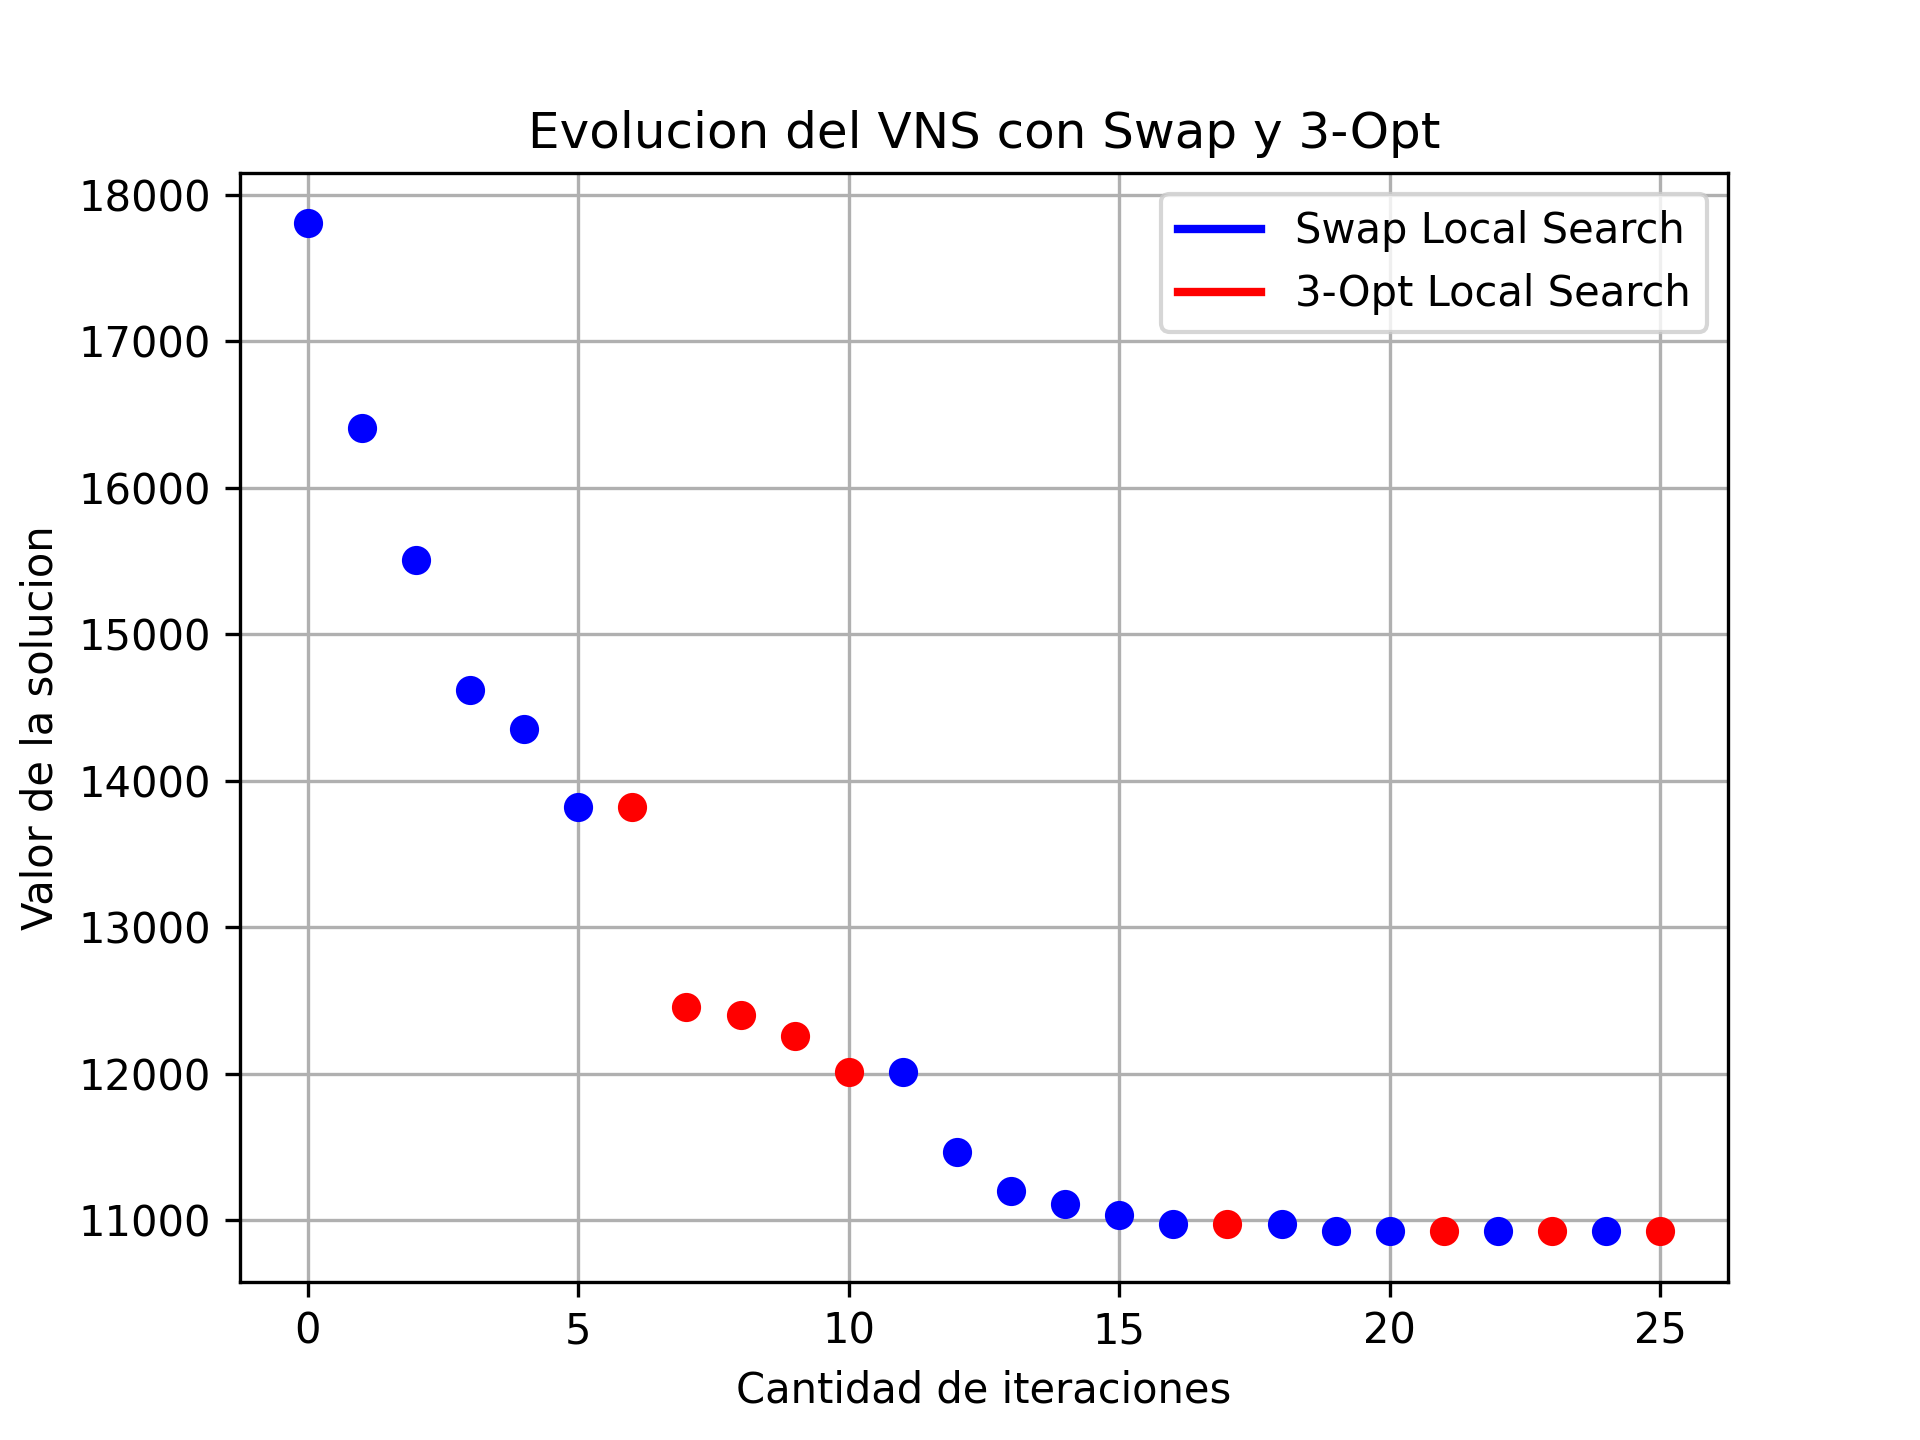 Evolucion del VNS con Swap y 3-Opt
Swap Local Search
3-Opt Local Search
Valor de la solucion
18000
17000
16000
15000
14000
13000
12000
11000
0 5 10 15 20 25
Cantidad de iteraciones